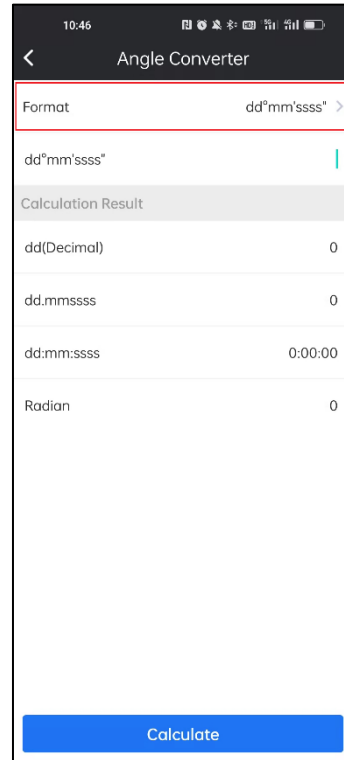 10:46
Angle Converter
Format dd°mm'ssss" >
dd°mm'ssss"
Calculation Result
dd(Decimal) 0
dd.mmssss 0
dd:mm:ssss 0:00:00
Radian 0
Calculate